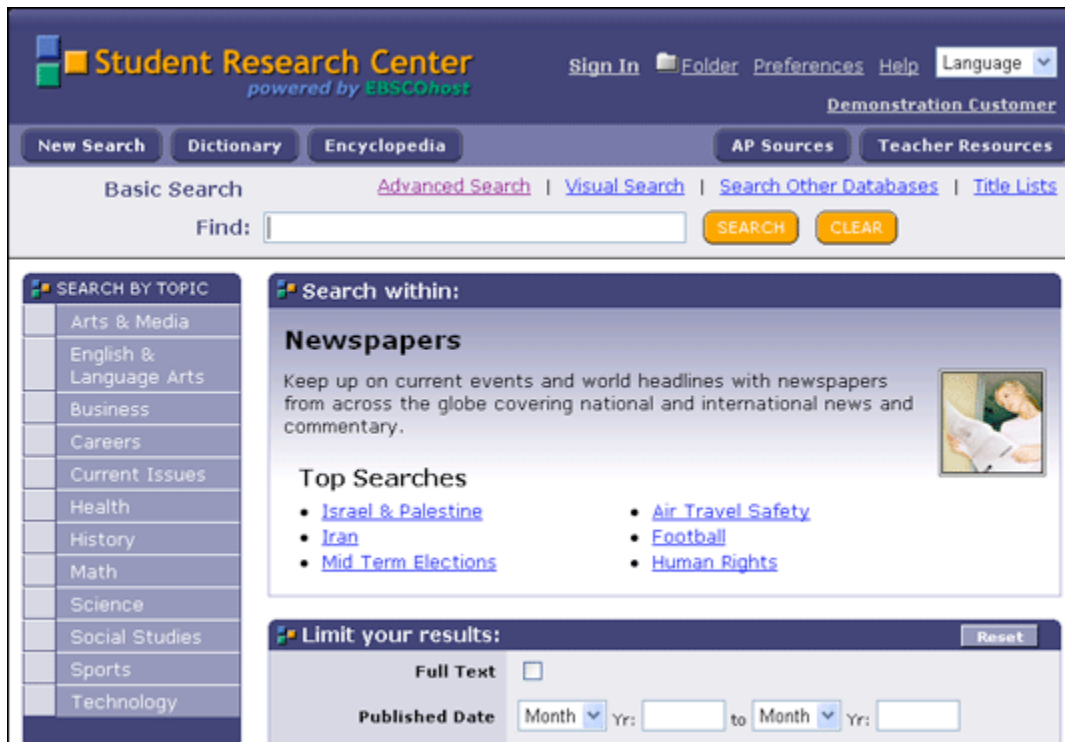 Student Research Center
powered by EBSCOhost
Sign In Folder Preferences Help Language
Demonstration Customer
New Search Dictionary Encyclopedia AP Sources Teacher Resources
Basic Search Advanced Search | Visual Search | Search Other Databases | Title Lists
Find: SEARCH CLEAR
SEARCH BY TOPIC
Arts & Media
English &
Language Arts
Business
Careers
Current Issues
Health
History
Math
Science
Social Studies
Sports
Technology
Search within:
Newspapers
Keep up on current events and world headlines with newspapers
from across the globe covering national and international news and
commentary.
Top Searches
• Israel & Palestine
• Iran
• Mid Term Elections
• Air Travel Safety
• Football
• Human Rights
Limit your results: Reset
Full Text
Published Date Month Yr: to Month Yr: